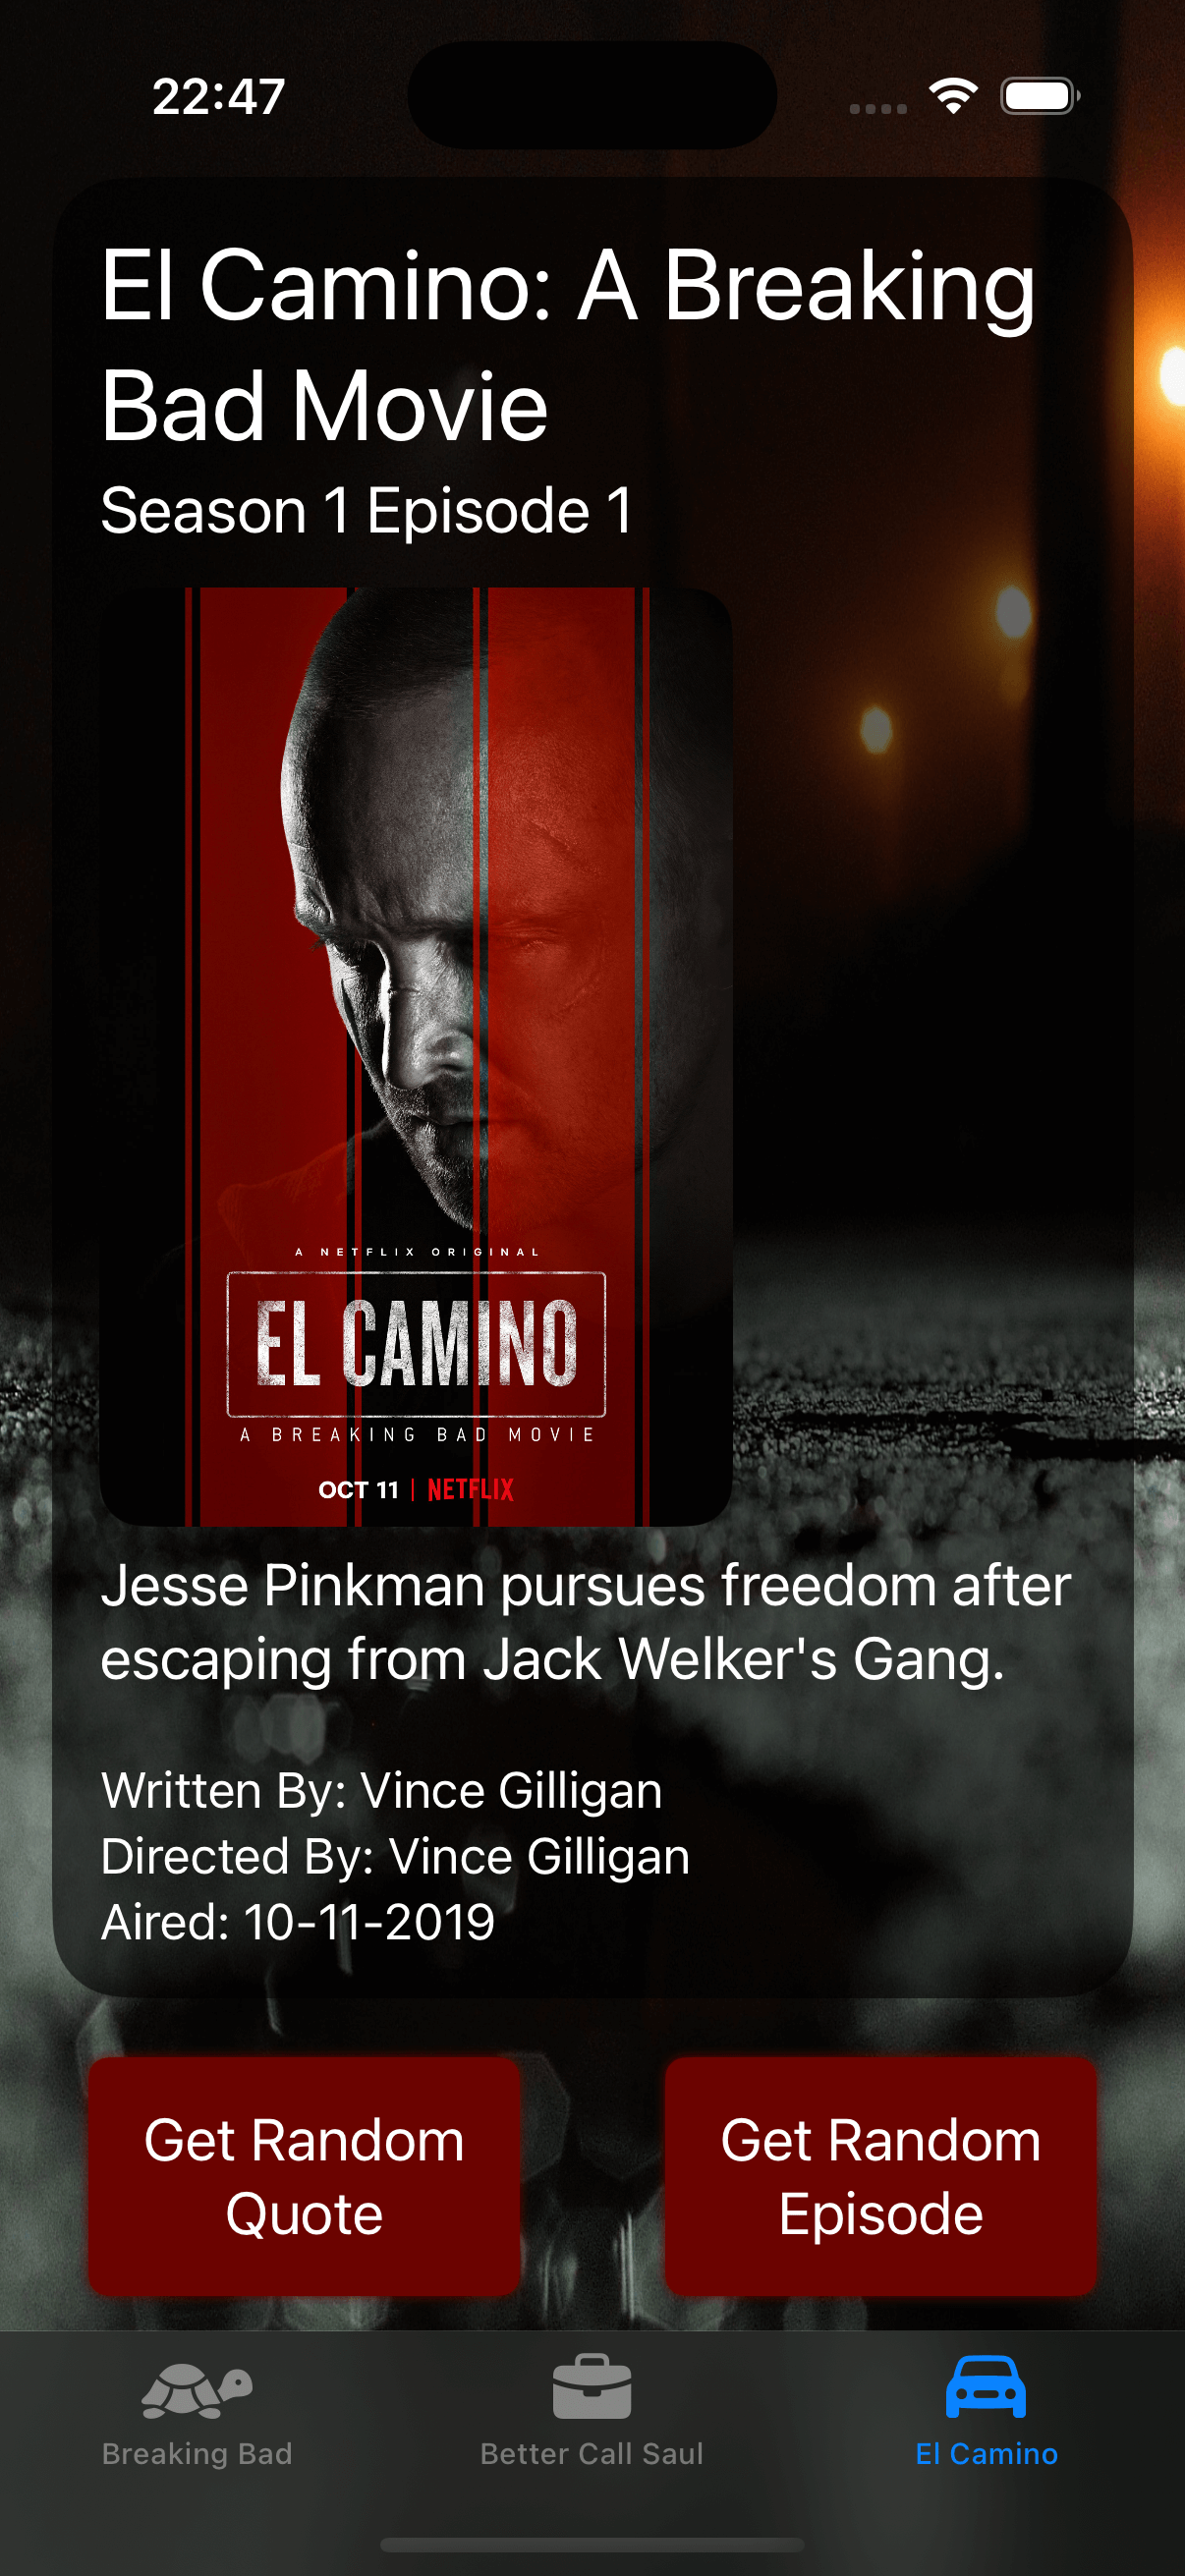 22:47
El Camino: A Breaking
Bad Movie
Season 1 Episode 1
A NETFLIX ORIGINAL
EL CAMINO
A BREAKING BAD MOVIE
OCT 11 | NETFLIX
Jesse Pinkman pursues freedom after
escaping from Jack Welker's Gang.
Written By: Vince Gilligan
Directed By: Vince Gilligan
Aired: 10-11-2019
Get Random
Quote
Get Random
Episode
Breaking Bad
Better Call Saul
El Camino